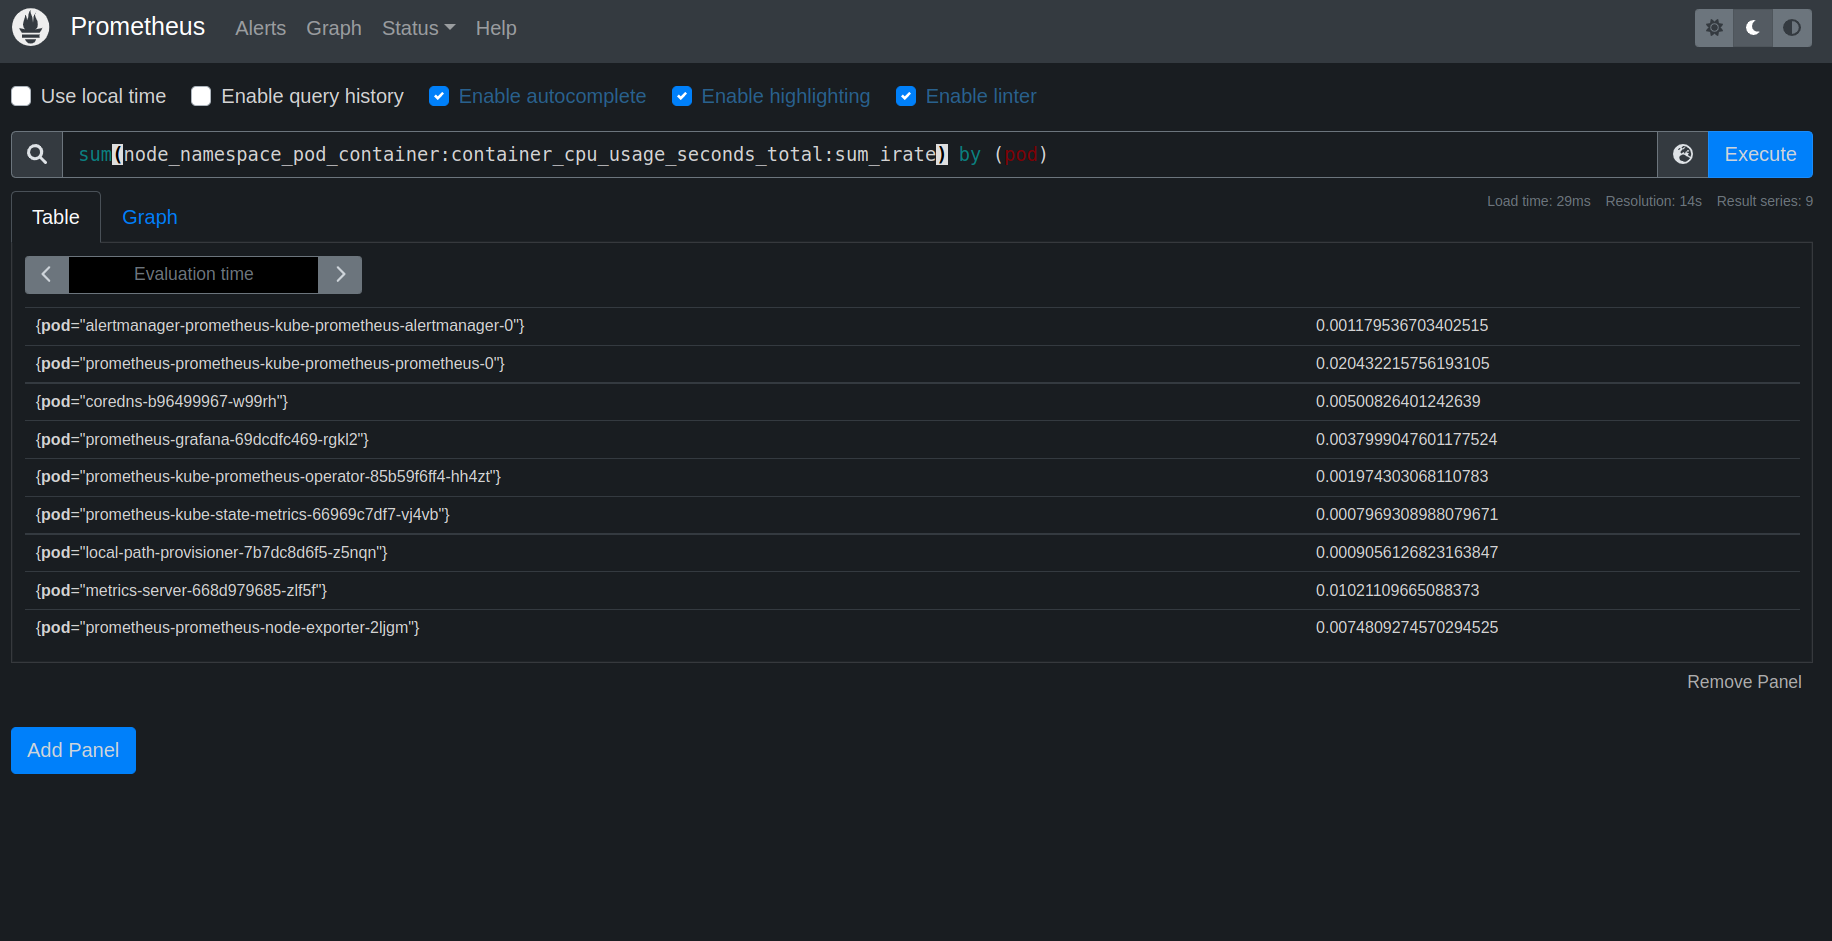 Prometheus Alerts Graph Status Help
Use local time Enable query history Enable autocomplete Enable highlighting Enable linter
sum(node_namespace_pod_container:container_cpu_usage_seconds_total:sum_irate) by (pod) Execute
Table Graph Load time: 29ms Resolution: 14s Result series: 9
Evaluation time
{pod="alertmanager-prometheus-kube-prometheus-alertmanager-0"} 0.001179536703402515
{pod="prometheus-prometheus-kube-prometheus-prometheus-0"} 0.020432215756193105
{pod="coredns-b96499967-w99rh"} 0.00500826401242639
{pod="prometheus-grafana-69dcdfc469-rgkl2"} 0.0037999047601177524
{pod="prometheus-kube-prometheus-operator-85b59f6ff4-hh4zt"} 0.001974303068110783
{pod="prometheus-kube-state-metrics-66969c7df7-vj4vb"} 0.0007969308988079671
{pod="local-path-provisioner-7b7dc8d6f5-z5nqn"} 0.0009056126823163847
{pod="metrics-server-668d979685-zlf5f"} 0.01021109665088373
{pod="prometheus-prometheus-node-exporter-2ljgm"} 0.0074809274570294525
Remove Panel
Add Panel